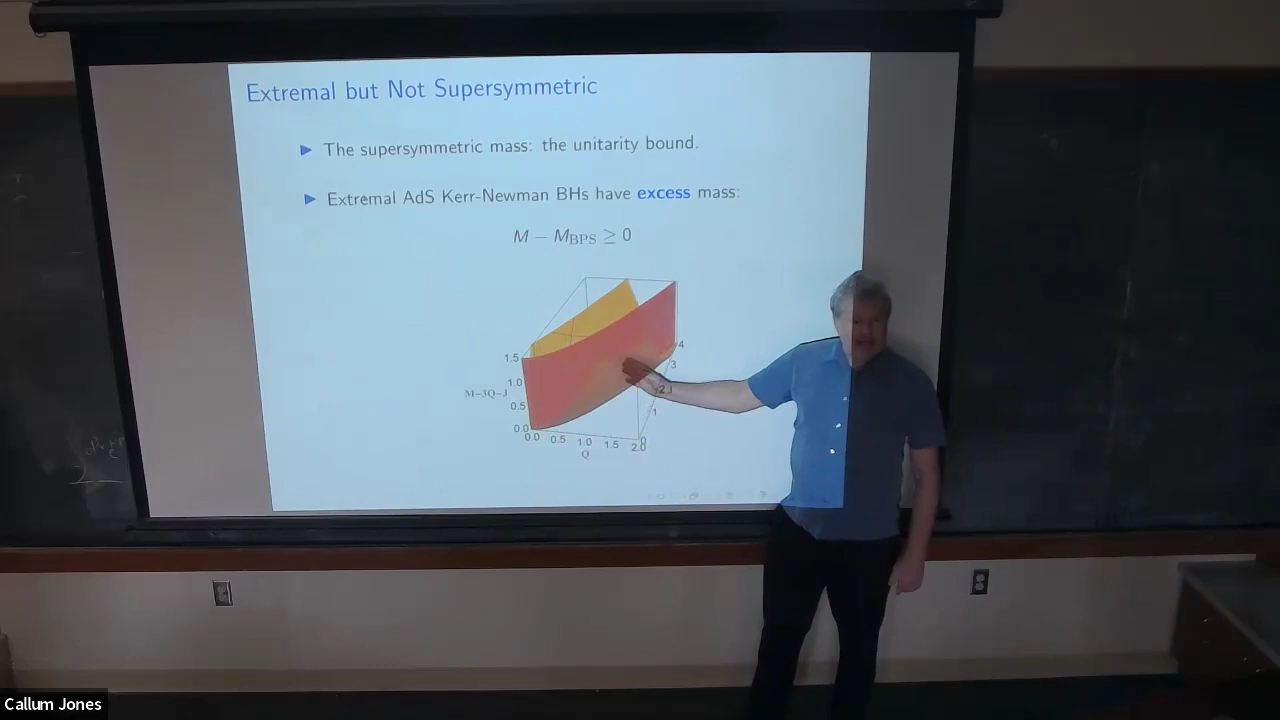 Extremal but Not Supersymmetric
▶ The supersymmetric mass: the unitarity bound.
▶ Extremal AdS Kerr-Newman BHs have excess mass:
M − M_BPS ≥ 0
4
3
2
1
0
J
1.5
1.0
0.5
0.0
M-3Q-J
0.0 0.5 1.0 1.5 2.0
Q
Callum Jones